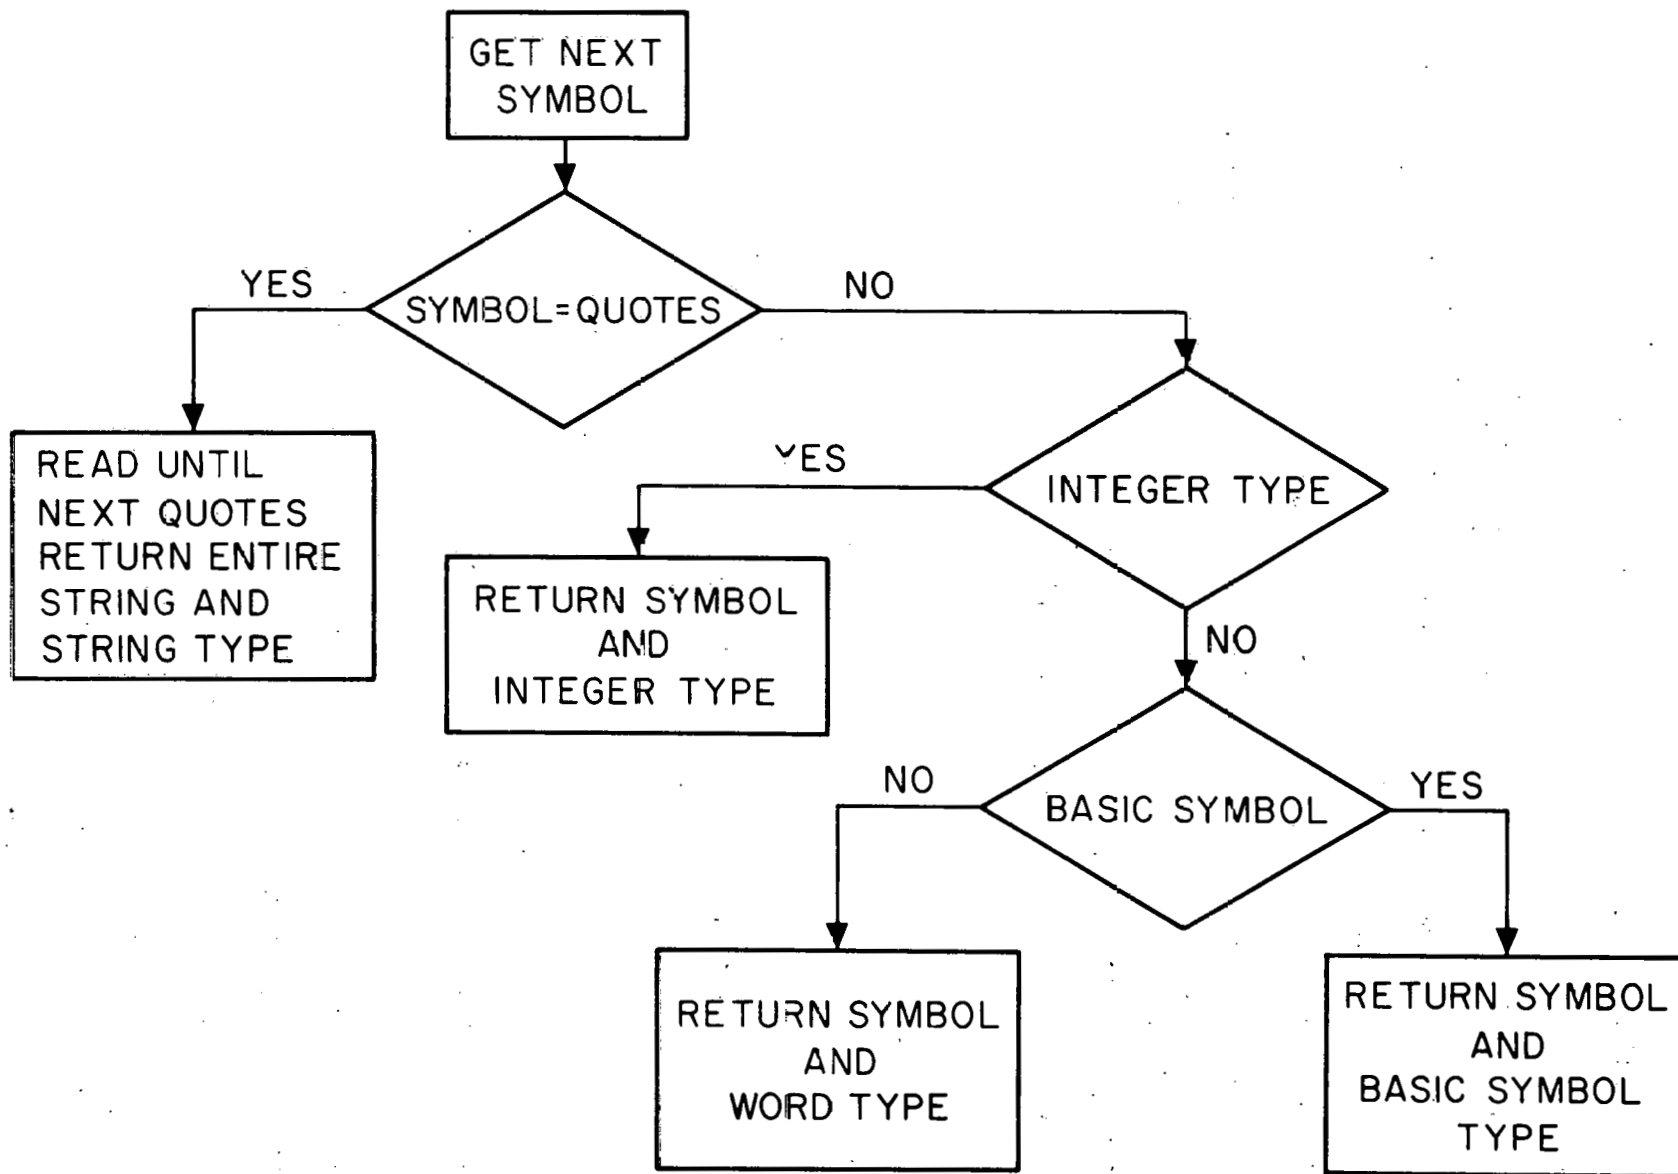 GET NEXT
SYMBOL
YES
SYMBOL=QUOTES
NO
READ UNTIL
NEXT QUOTES
RETURN ENTIRE
STRING AND
STRING TYPE
YES
INTEGER TYPE
RETURN SYMBOL
AND
INTEGER TYPE
NO
NO
BASIC SYMBOL
YES
RETURN SYMBOL
AND
WORD TYPE
RETURN SYMBOL
AND
BASIC SYMBOL
TYPE